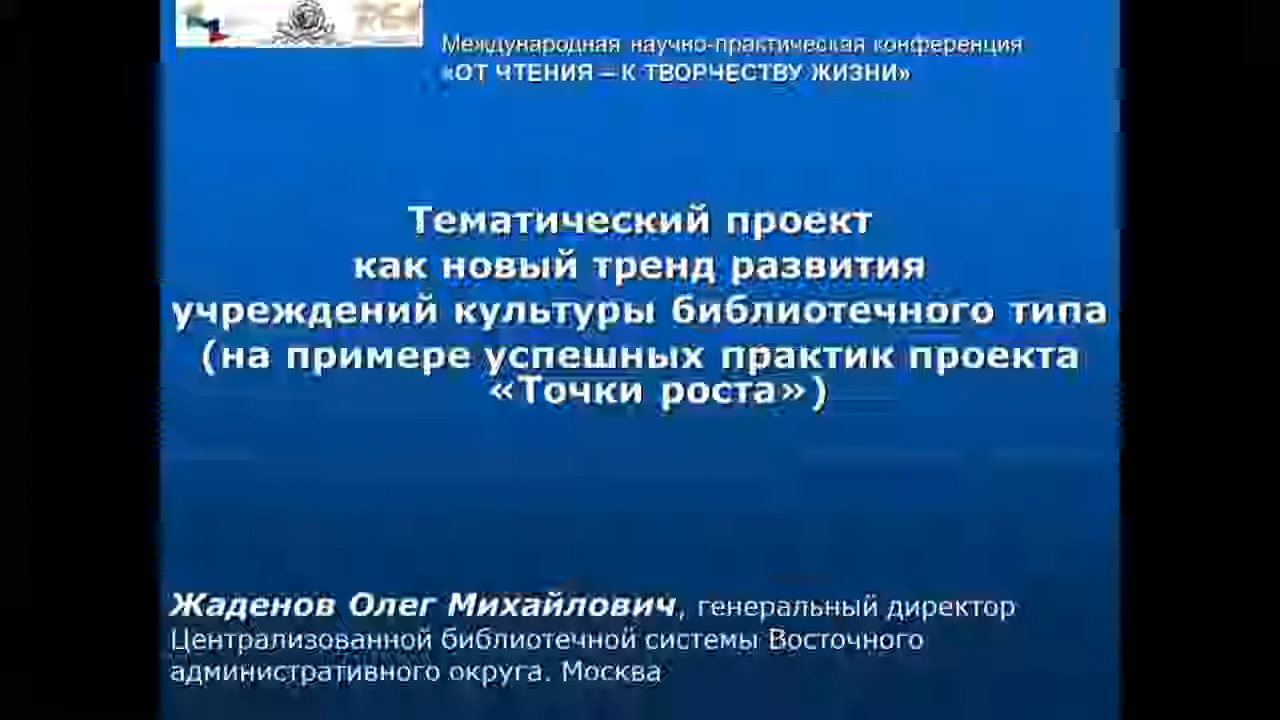 Международная научно-практическая конференция
«ОТ ЧТЕНИЯ – К ТВОРЧЕСТВУ ЖИЗНИ»
Тематический проект
как новый тренд развития
учреждений культуры библиотечного типа
(на примере успешных практик проекта
«Точки роста»)
Жаденов Олег Михайлович, генеральный директор
Централизованной библиотечной системы Восточного
административного округа. Москва